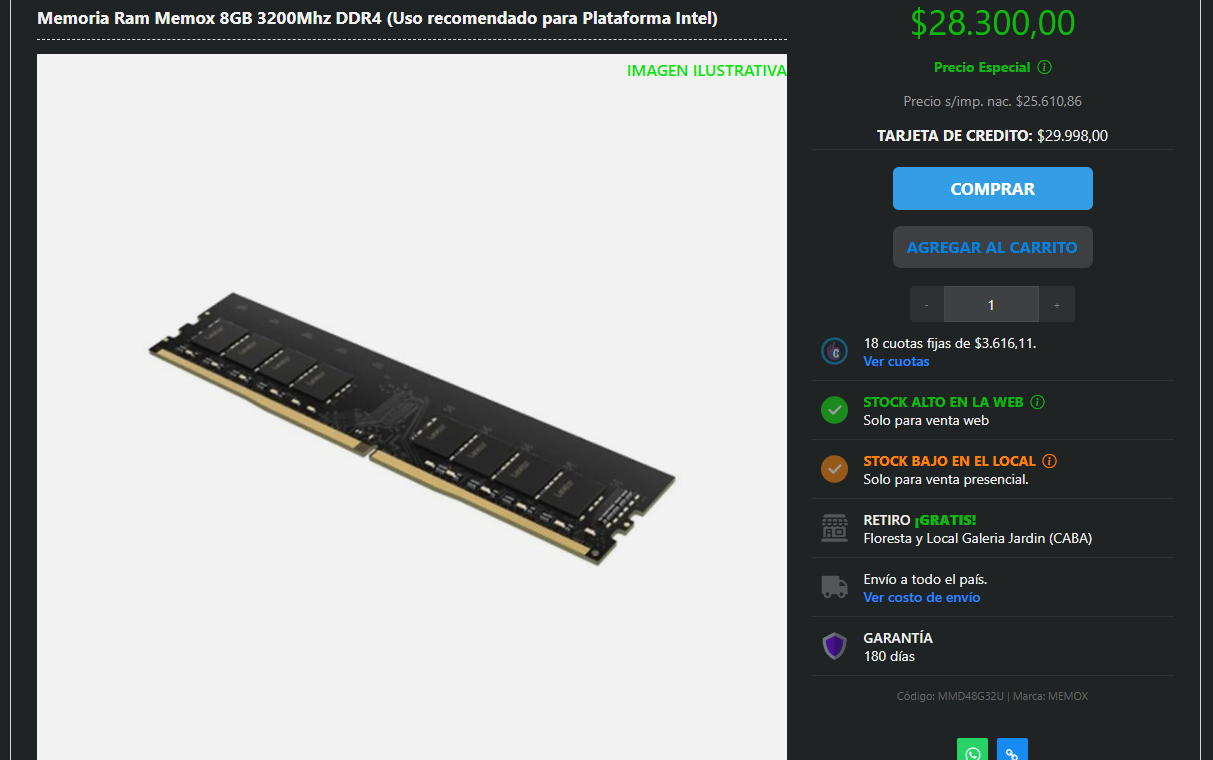 Memoria Ram Memox 8GB 3200Mhz DDR4 (Uso recomendado para Plataforma Intel)
IMAGEN ILUSTRATIVA
$28.300,00
Precio Especial
Precio s/imp. nac. $25.610,86
TARJETA DE CREDITO: $29.998,00
COMPRAR
AGREGAR AL CARRITO
- 1 +
18 cuotas fijas de $3.616,11.
Ver cuotas
STOCK ALTO EN LA WEB
Solo para venta web
STOCK BAJO EN EL LOCAL
Solo para venta presencial.
RETIRO ¡GRATIS!
Floresta y Local Galeria Jardin (CABA)
Envío a todo el país.
Ver costo de envío
GARANTÍA
180 días
Código: MMD48G32U | Marca: MEMOX